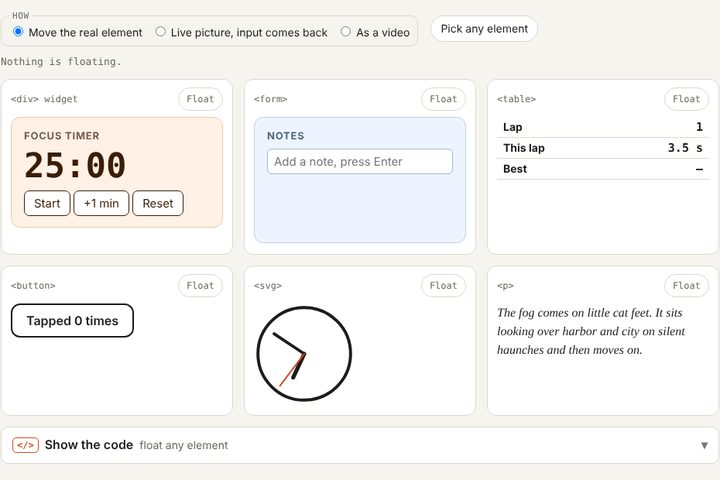 HOW
Move the real element
Live picture, input comes back
As a video
Pick any element
Nothing is floating.
<div> widget
Float
FOCUS TIMER
25:00
Start
+1 min
Reset
<form>
Float
NOTES
Add a note, press Enter
<table>
Float
Lap 1
This lap 3.5 s
Best —
<button>
Float
Tapped 0 times
<svg>
Float
<p>
Float
The fog comes on little cat feet. It sits
looking over harbor and city on silent
haunches and then moves on.
</> Show the code float any element ▼